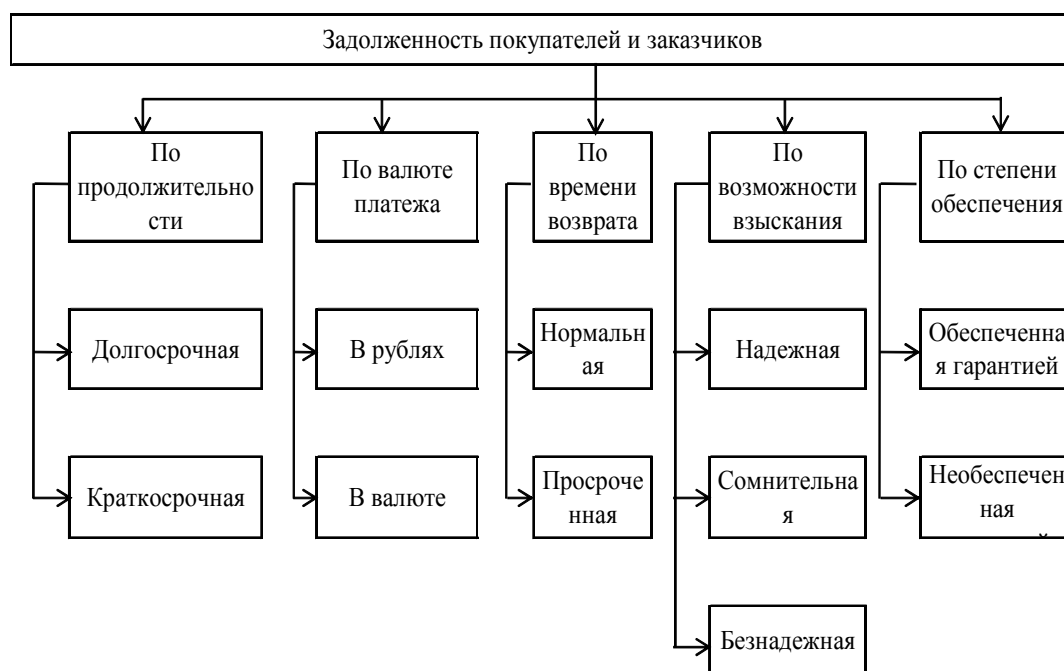 Задолженность покупателей и заказчиков
По
продолжительно
сти
По валюте
платежа
По
времени
возврата
По
возможности
взыскания
По степени
обеспечения
Долгосрочная
В рублях
Нормальн
ая
Надежная
Обеспеченна
я гарантией
Краткосрочная
В валюте
Просроче
нная
Сомнительна
я
Необеспечен
ная
Безнадежная